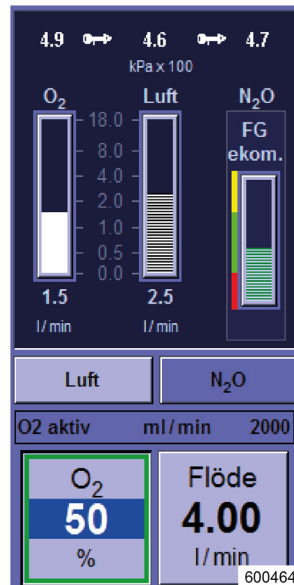 4.9 4.6 4.7
kPa x 100
O₂ Luft N₂O
18.0
8.0
4.0
2.0
1.0
0.5
0.0
FG
ekom.
1.5 2.5
l/min l/min
Luft N₂O
O2 aktiv ml/min 2000
O₂
50
%
Flöde
4.00
l/min
600464